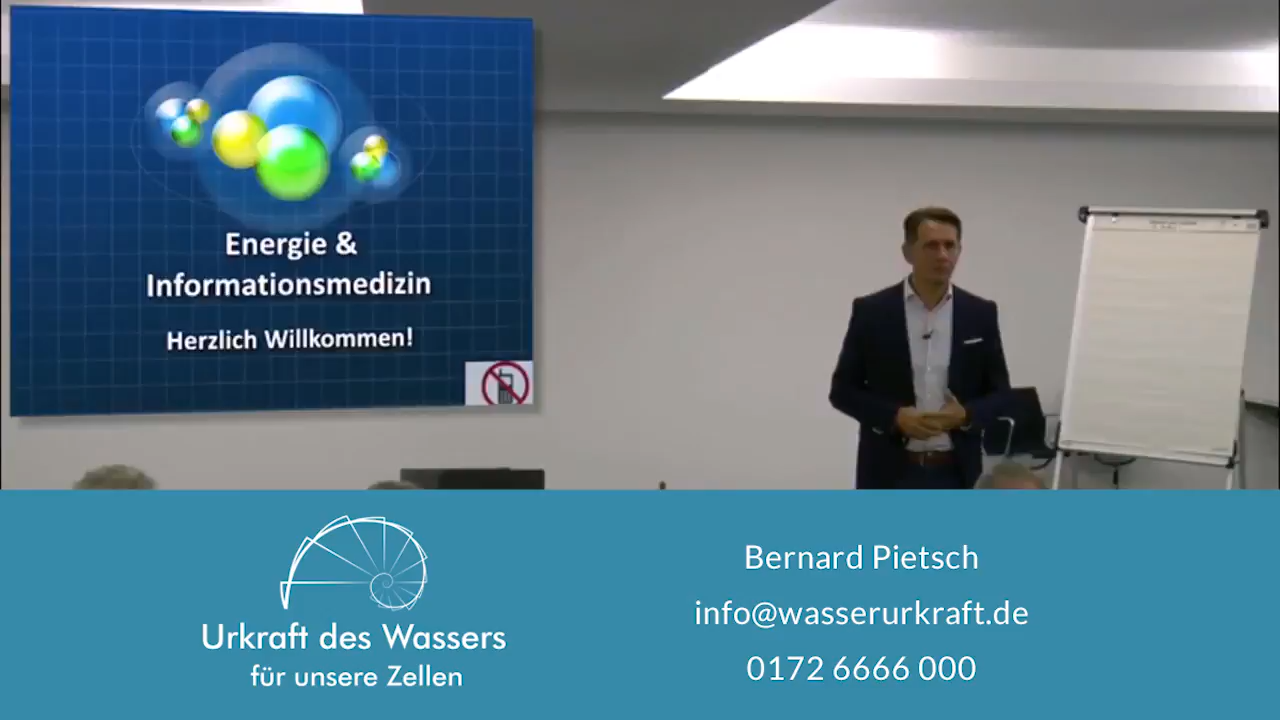 Energie &
Informationsmedizin
Herzlich Willkommen!
Urkraft des Wassers
für unsere Zellen
Bernard Pietsch
info@wasserurkraft.de
0172 6666 000